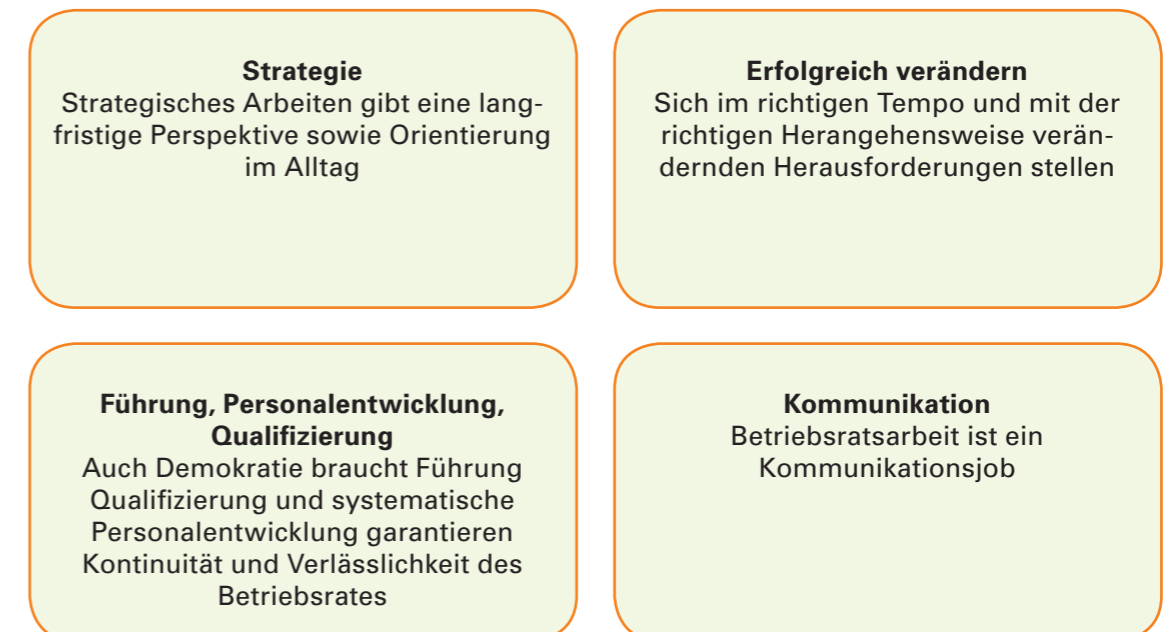 Strategie
Strategisches Arbeiten gibt eine lang-
fristige Perspektive sowie Orientierung
im Alltag
Erfolgreich verändern
Sich im richtigen Tempo und mit der
richtigen Herangehensweise verän-
dernden Herausforderungen stellen
Führung, Personalentwicklung,
Qualifizierung
Auch Demokratie braucht Führung
Qualifizierung und systematische
Personalentwicklung garantieren
Kontinuität und Verlässlichkeit des
Betriebsrates
Kommunikation
Betriebsratsarbeit ist ein
Kommunikationsjob